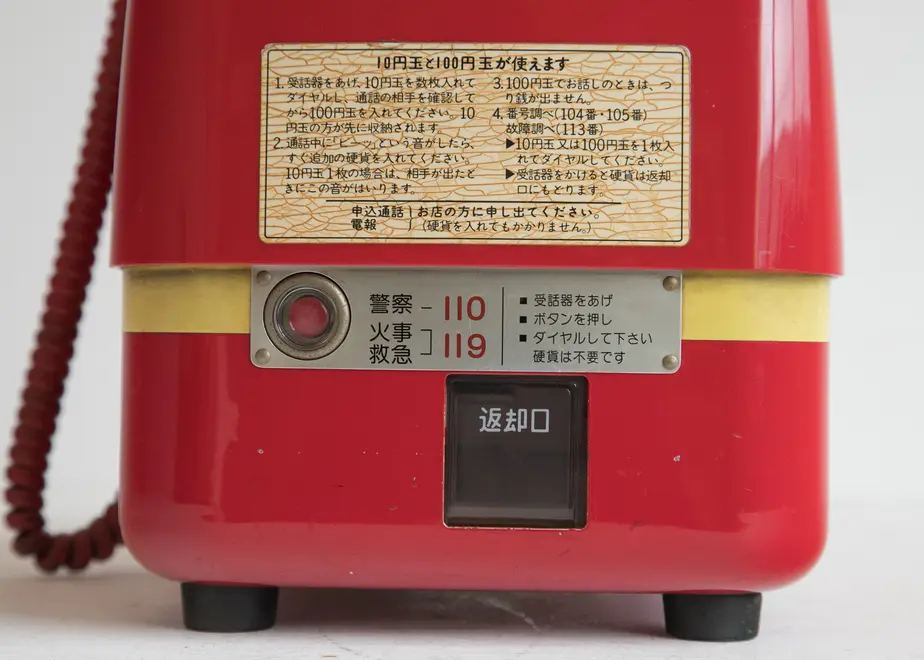 10円玉と100円玉が使えます
1. 受話器をあげ、10円玉を数枚入れて
ダイヤルし、通話の相手を確認して
から100円玉を入れてください。10
円玉の方が先に収納されます。
2. 通話中に「ピーッ」という音がしたら、
すぐ追加の硬貨を入れてください。
10円玉1枚の場合は、相手が出たと
きにこの音がはいります。
3. 100円玉でお話しのときは、つ
り銭が出ません。
4. 番号調べ(104番・105番)
故障調べ(113番)
▶10円玉又は100円玉を1枚入
れてダイヤルしてください。
▶受話器をかけると硬貨は返却
口にもどります。
申込通話
電報
お店の方に申し出てください。
(硬貨を入れてもかかりません。)
警察 110
火事
救急
119
■ 受話器をあげ
■ ボタンを押し
■ ダイヤルして下さい
硬貨は不要です
返却口